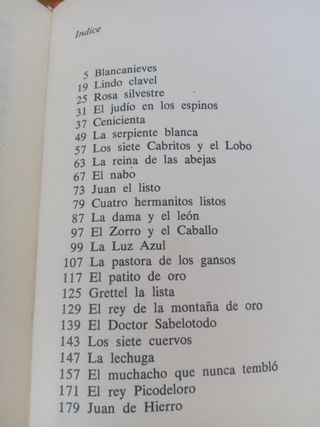 Indice
5 Blancanieves
19 Lindo clavel
25 Rosa silvestre
31 El judío en los espinos
37 Cenicienta
49 La serpiente blanca
57 Los siete Cabritos y el Lobo
63 La reina de las abejas
67 El nabo
73 Juan el listo
79 Cuatro hermanitos listos
87 La dama y el león
97 El Zorro y el Caballo
99 La Luz Azul
107 La pastora de los gansos
117 El patito de oro
125 Grettel la lista
129 El rey de la montaña de oro
139 El Doctor Sabelotodo
143 Los siete cuervos
147 La lechuga
157 El muchacho que nunca tembló
171 El rey Picodeloro
179 Juan de Hierro